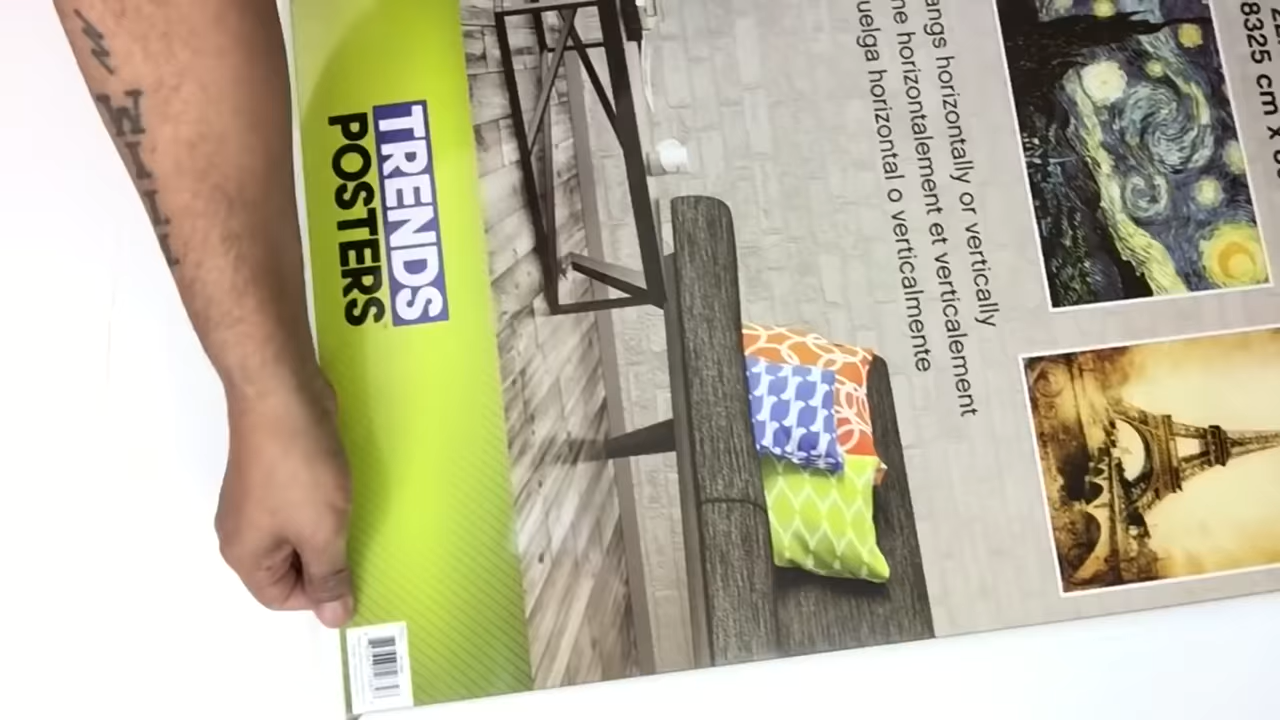 TRENDS
POSTERS
angs horizontally or vertically
ne horizontalement et verticalement
uelga horizontal o verticalmente
8325 cm x